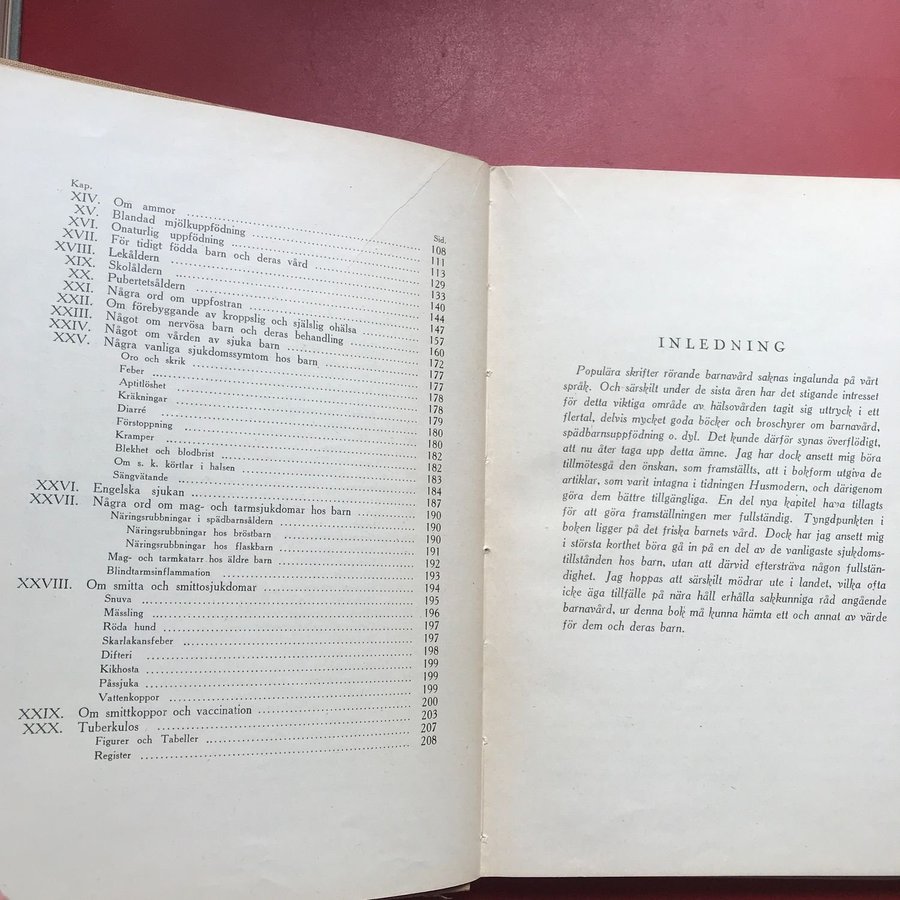 Kap. Sid.
XIV. Om ammor 108
XV. Blandad mjölkuppfödning 111
XVI. Onaturlig uppfödning 113
XVII. För tidigt födda barn och deras vård 129
XVIII. Lekåldern 133
XIX. Skolåldern 140
XX. Pubertetsåldern 144
XXI. Några ord om uppfostran 147
XXII. Om förebyggande av kroppslig och själslig ohälsa 157
XXIII. Något om nervösa barn och deras behandling 160
XXIV. Något om vården av sjuka barn 172
XXV. Några vanliga sjukdomssymtom hos barn 177
Oro och skrik 177
Feber 178
Aptitlöshet 178
Kräkningar 179
Diarré 180
Förstoppning 180
Kramper 182
Blekhet och blodbrist 182
Om s. k. körtlar i halsen 183
Sängvätande 184
XXVI. Engelska sjukan 187
XXVII. Några ord om mag- och tarmsjukdomar hos barn 190
Näringsrubbningar i spädbarnsåldern 190
Näringsrubbningar hos bröstbarn 190
Näringsrubbningar hos flaskbarn 191
Mag- och tarmkatarr hos äldre barn 192
Blindtarmsinflammation 193
XXVIII. Om smitta och smittosjukdomar 194
Snuva 195
Mässling 196
Röda hund 197
Skarlakansfeber 197
Difteri 198
Kikhosta 199
Påssjuka 199
Vattenkoppor 199
XXIX. Om smittkoppor och vaccination 200
XXX. Tuberkulos 203
Figurer och Tabeller 207
Register 208
INLEDNING
Populära skrifter rörande barnavård saknas ingalunda på vårt
språk. Och särskilt under de sista åren har det stigande intresset
för detta viktiga område av hälsovården tagit sig uttryck i ett
flertal, delvis mycket goda böcker och broschyrer om barnavård,
spädbarnsuppfödning o. dyl. Det kunde därför synas överflödigt,
att nu åter taga upp detta ämne. Jag har dock ansett mig böra
tillmötesgå den önskan, som framställts, att i bokform utgiva de
artiklar, som varit intagna i tidningen Husmodern, och därigenom
göra dem bättre tillgängliga. En del nya kapitel hava tillagts
för att göra framställningen mer fullständig. Tyngdpunkten i
boken ligger på det friska barnets vård. Dock har jag ansett mig
i största korthet böra gå in på en del av de vanligaste sjukdoms-
tillstånden hos barn, utan att därvid eftersträva någon fullstän-
dighet. Jag hoppas att särskilt mödrar ute i landet, vilka ofta
icke äga tillfälle på nära håll erhålla sakkunniga råd angående
barnavård, ur denna bok må kunna hämta ett och annat av värde
för dem och deras barn.